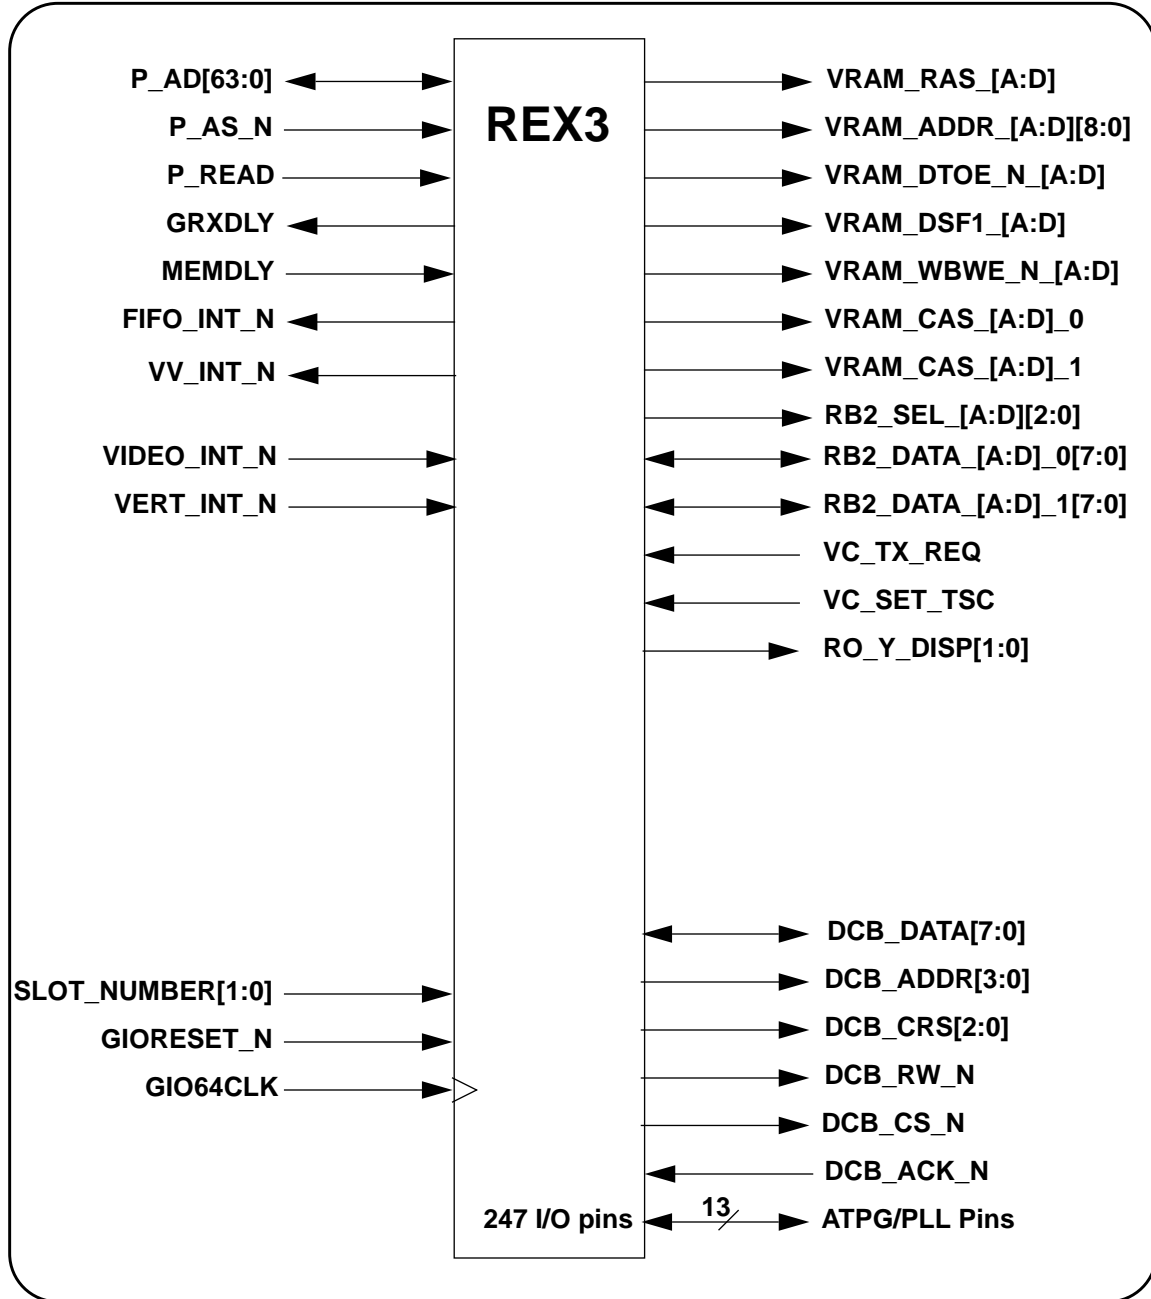 REX3
P_AD[63:0]
P_AS_N
P_READ
GRXDLY
MEMDLY
FIFO_INT_N
VV_INT_N
VIDEO_INT_N
VERT_INT_N
SLOT_NUMBER[1:0]
GIORESET_N
GIO64CLK
VRAM_RAS_[A:D]
VRAM_ADDR_[A:D][8:0]
VRAM_DTOE_N_[A:D]
VRAM_DSF1_[A:D]
VRAM_WBWE_N_[A:D]
VRAM_CAS_[A:D]_0
VRAM_CAS_[A:D]_1
RB2_SEL_[A:D][2:0]
RB2_DATA_[A:D]_0[7:0]
RB2_DATA_[A:D]_1[7:0]
VC_TX_REQ
VC_SET_TSC
RO_Y_DISP[1:0]
DCB_DATA[7:0]
DCB_ADDR[3:0]
DCB_CRS[2:0]
DCB_RW_N
DCB_CS_N
DCB_ACK_N
247 I/O pins 13 ATPG/PLL Pins